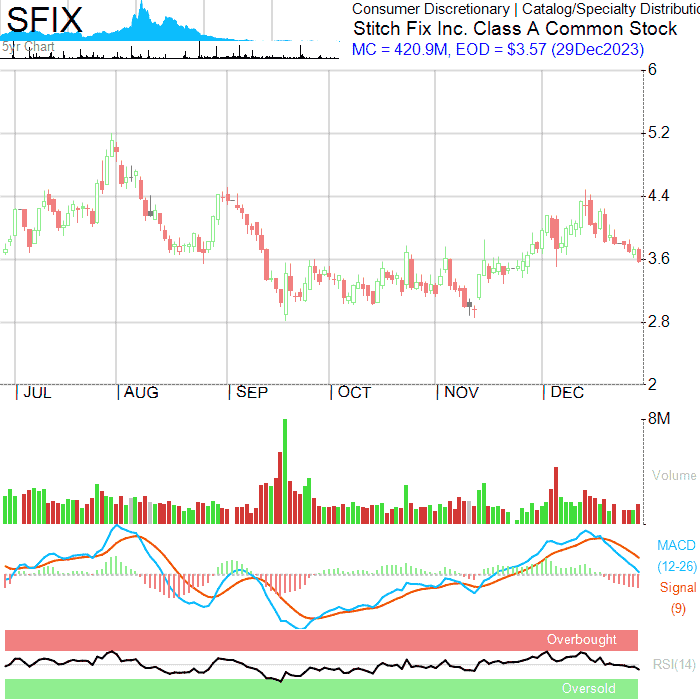 SFIX
5yr Chart
Consumer Discretionary | Catalog/Specialty Distributic
Stitch Fix Inc. Class A Common Stock
MC = 420.9M, EOD = $3.57 (29Dec2023)
6
5.2
4.4
3.6
2.8
2
JUL AUG SEP OCT NOV DEC
8M
Volume
MACD
(12-26)
Signal
(9)
Overbought
RSI(14)
Oversold